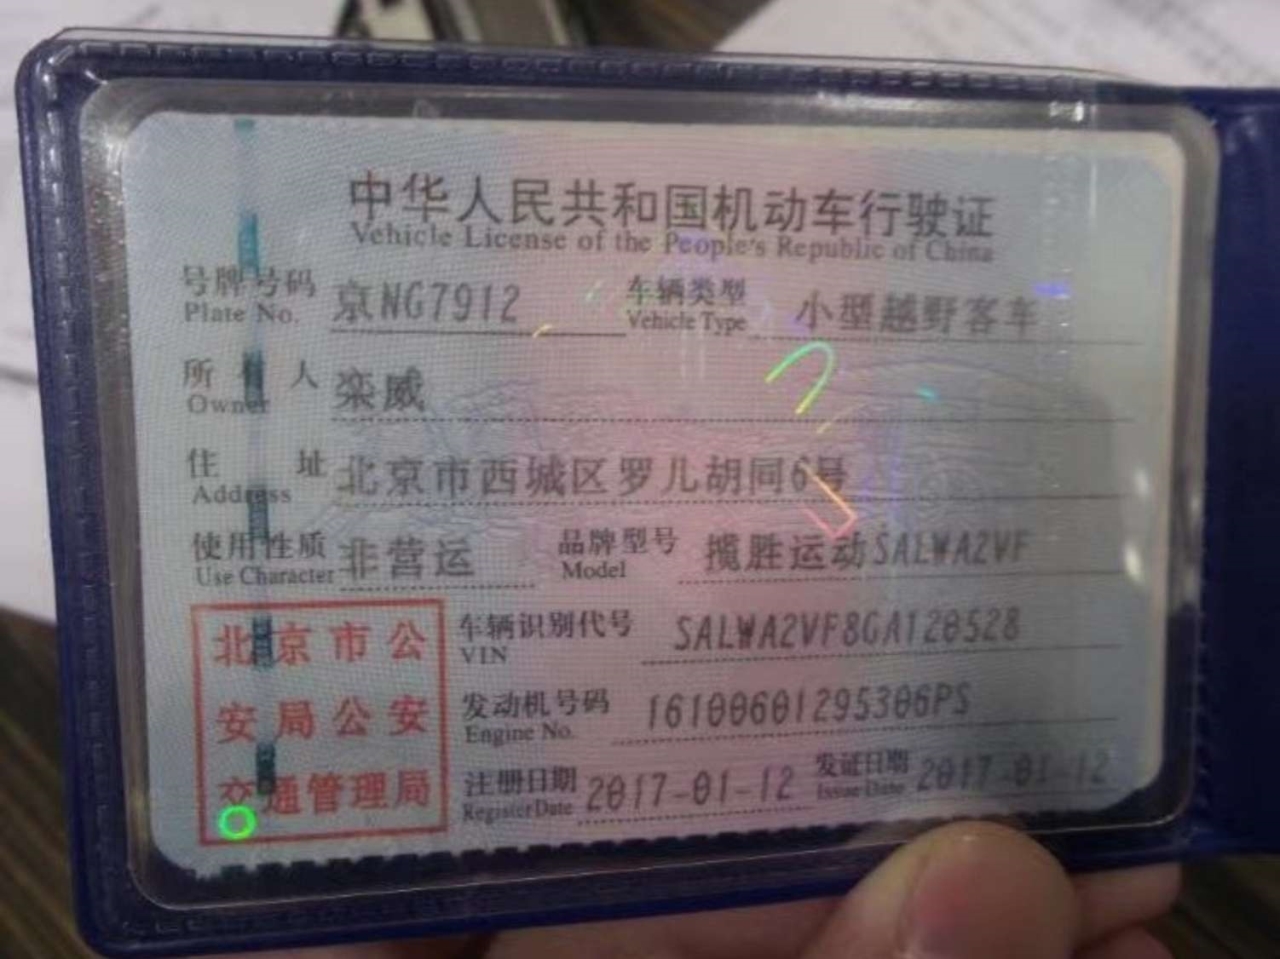 中华人民共和国机动车行驶证
Vehicle License of the People's Republic of China
号牌号码 京NG7912 车辆类型 小型越野客车
Plate No. Vehicle Type
所有人 栾威
Owner
住址 北京市西城区罗儿胡同6号
Address
使用性质 非营运 品牌型号 揽胜运动SALWA2VF
Use Character Model
北京市公
安局公安
交通管理局
车辆识别代号 SALWA2VF8GA120528
VIN
发动机号码 16100601295306PS
Engine No.
注册日期 2017-01-12 发证日期 2017-01-12
Register Date Issue Date